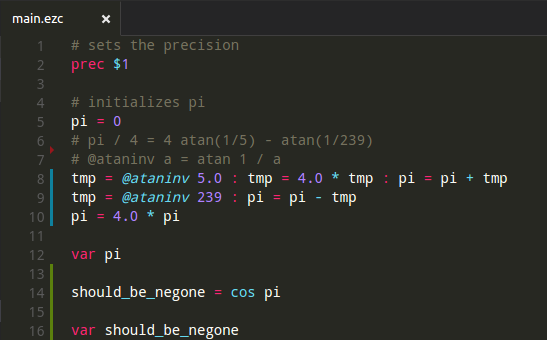 main.ezc ×
1 # sets the precision
2 prec $1
3
4 # initializes pi
5 pi = 0
6 # pi / 4 = 4 atan(1/5) - atan(1/239)
7 # @ataninv a = atan 1 / a
8 tmp = @ataninv 5.0 : tmp = 4.0 * tmp : pi = pi + tmp
9 tmp = @ataninv 239 : pi = pi - tmp
10 pi = 4.0 * pi
11
12 var pi
13
14 should_be_negone = cos pi
15
16 var should_be_negone